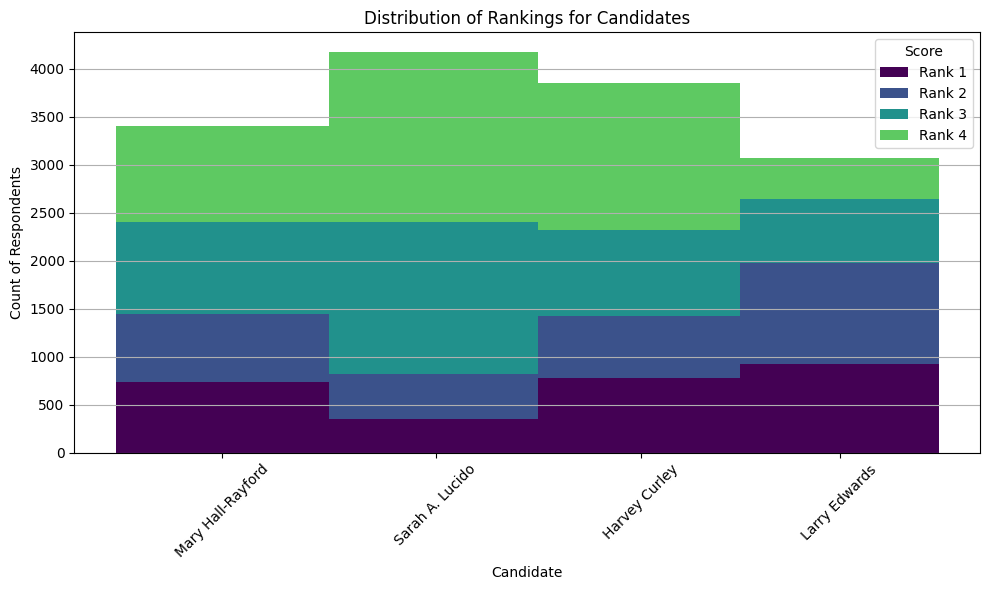 Distribution of Rankings for Candidates
Score
Rank 1
Rank 2
Rank 3
Rank 4
Count of Respondents
4000
3500
3000
2500
2000
1500
1000
500
0
Mary Hall-Rayford
Sarah A. Lucido
Harvey Curley
Larry Edwards
Candidate